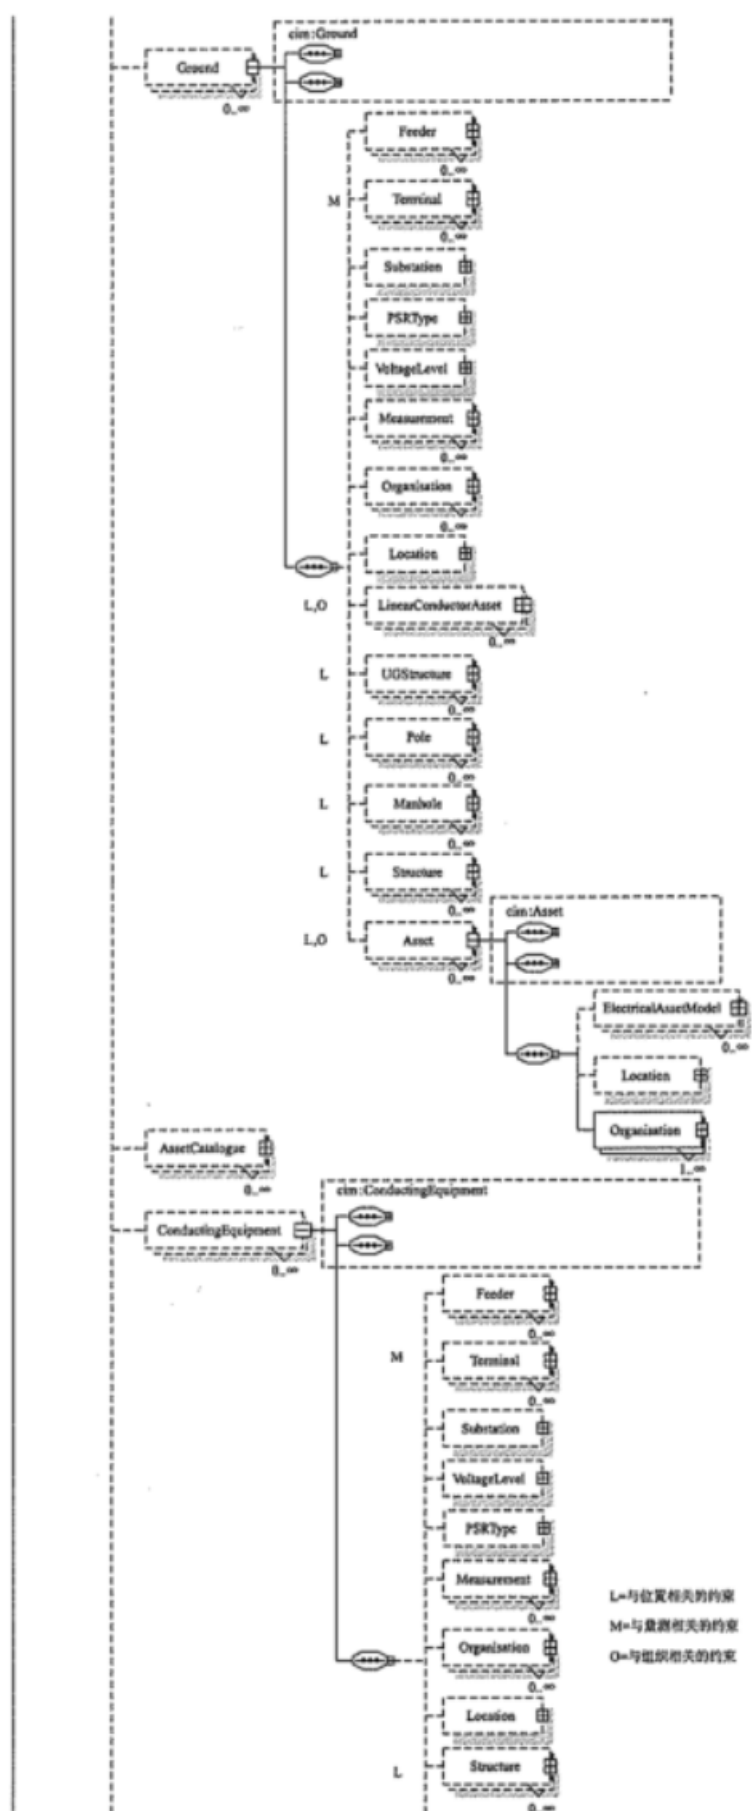 cim:Ground
Ground
0..∞
Feeder
0..∞
M
Terminal
0..∞
Substation
PSRType
VoltageLevel
Measurement
0..∞
Organisation
0..∞
Location
L,O
LinearConductorAsset
0..∞
L
UGStructure
0..∞
L
Pole
0..∞
L
Manhole
0..∞
L
Structure
0..∞
cim:Asset
L,O
Asset
0..∞
ElectricalAssetModel
0..∞
Location
Organisation
1..∞
AssetCatalogue
0..∞
cim:ConductingEquipment
ConductingEquipment
0..∞
Feeder
0..∞
M
Terminal
0..∞
Substation
VoltageLevel
PSRType
Measurement
0..∞
L=与位置相关的约束
M=与量测相关的约束
O=与组织相关的约束
Organisation
0..∞
Location
L
Structure
0..∞